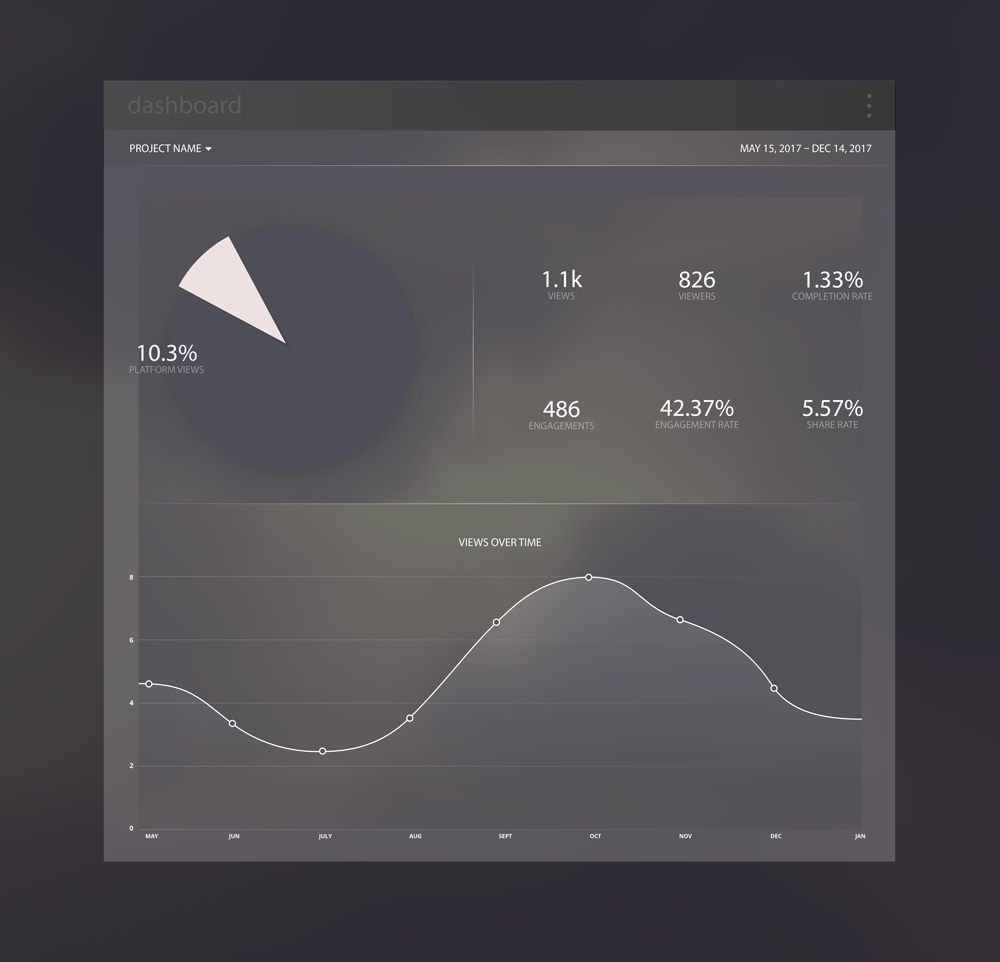 dashboard
PROJECT NAME
MAY 15, 2017 – DEC 14, 2017
10.3%
PLATFORM VIEWS
1.1k
VIEWS
826
VIEWERS
1.33%
COMPLETION RATE
486
ENGAGEMENTS
42.37%
ENGAGEMENT RATE
5.57%
SHARE RATE
VIEWS OVER TIME
8
6
4
2
0
MAY JUN JULY AUG SEPT OCT NOV DEC JAN